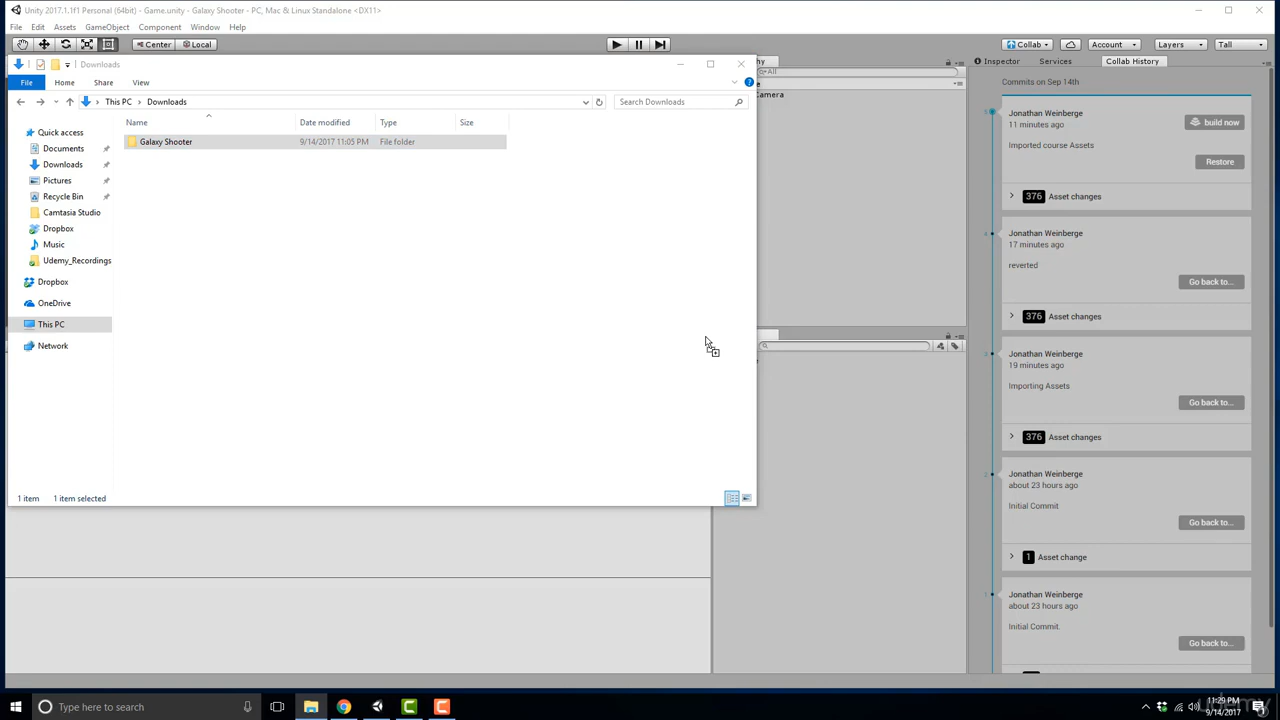 Unity 2017.1.1f1 Personal (64bit) - Game.unity - Galaxy Shooter - PC, Mac & Linux Standalone <DX11>
File Edit Assets GameObject Component Window Help
Center Local Collab Account Layers Tall
Downloads
File Home Share View
This PC Downloads Search Downloads
Name Date modified Type Size
Galaxy Shooter 9/14/2017 11:05 PM File folder
Quick access
Documents
Downloads
Pictures
Recycle Bin
Camtasia Studio
Dropbox
Music
Udemy_Recordings
Dropbox
OneDrive
This PC
Network
1 item 1 item selected
All
Camera
Inspector Services Collab History
Commits on Sep 14th
Jonathan Weinberge
11 minutes ago
build now
Imported course Assets
Restore
376 Asset changes
Jonathan Weinberge
17 minutes ago
reverted
Go back to...
376 Asset changes
Jonathan Weinberge
19 minutes ago
Importing Assets
Go back to...
376 Asset changes
Jonathan Weinberge
about 23 hours ago
Initial Commit
Go back to...
1 Asset change
Jonathan Weinberge
about 23 hours ago
Initial Commit.
Go back to...
Type here to search
11:29 PM
9/14/2017
udemy